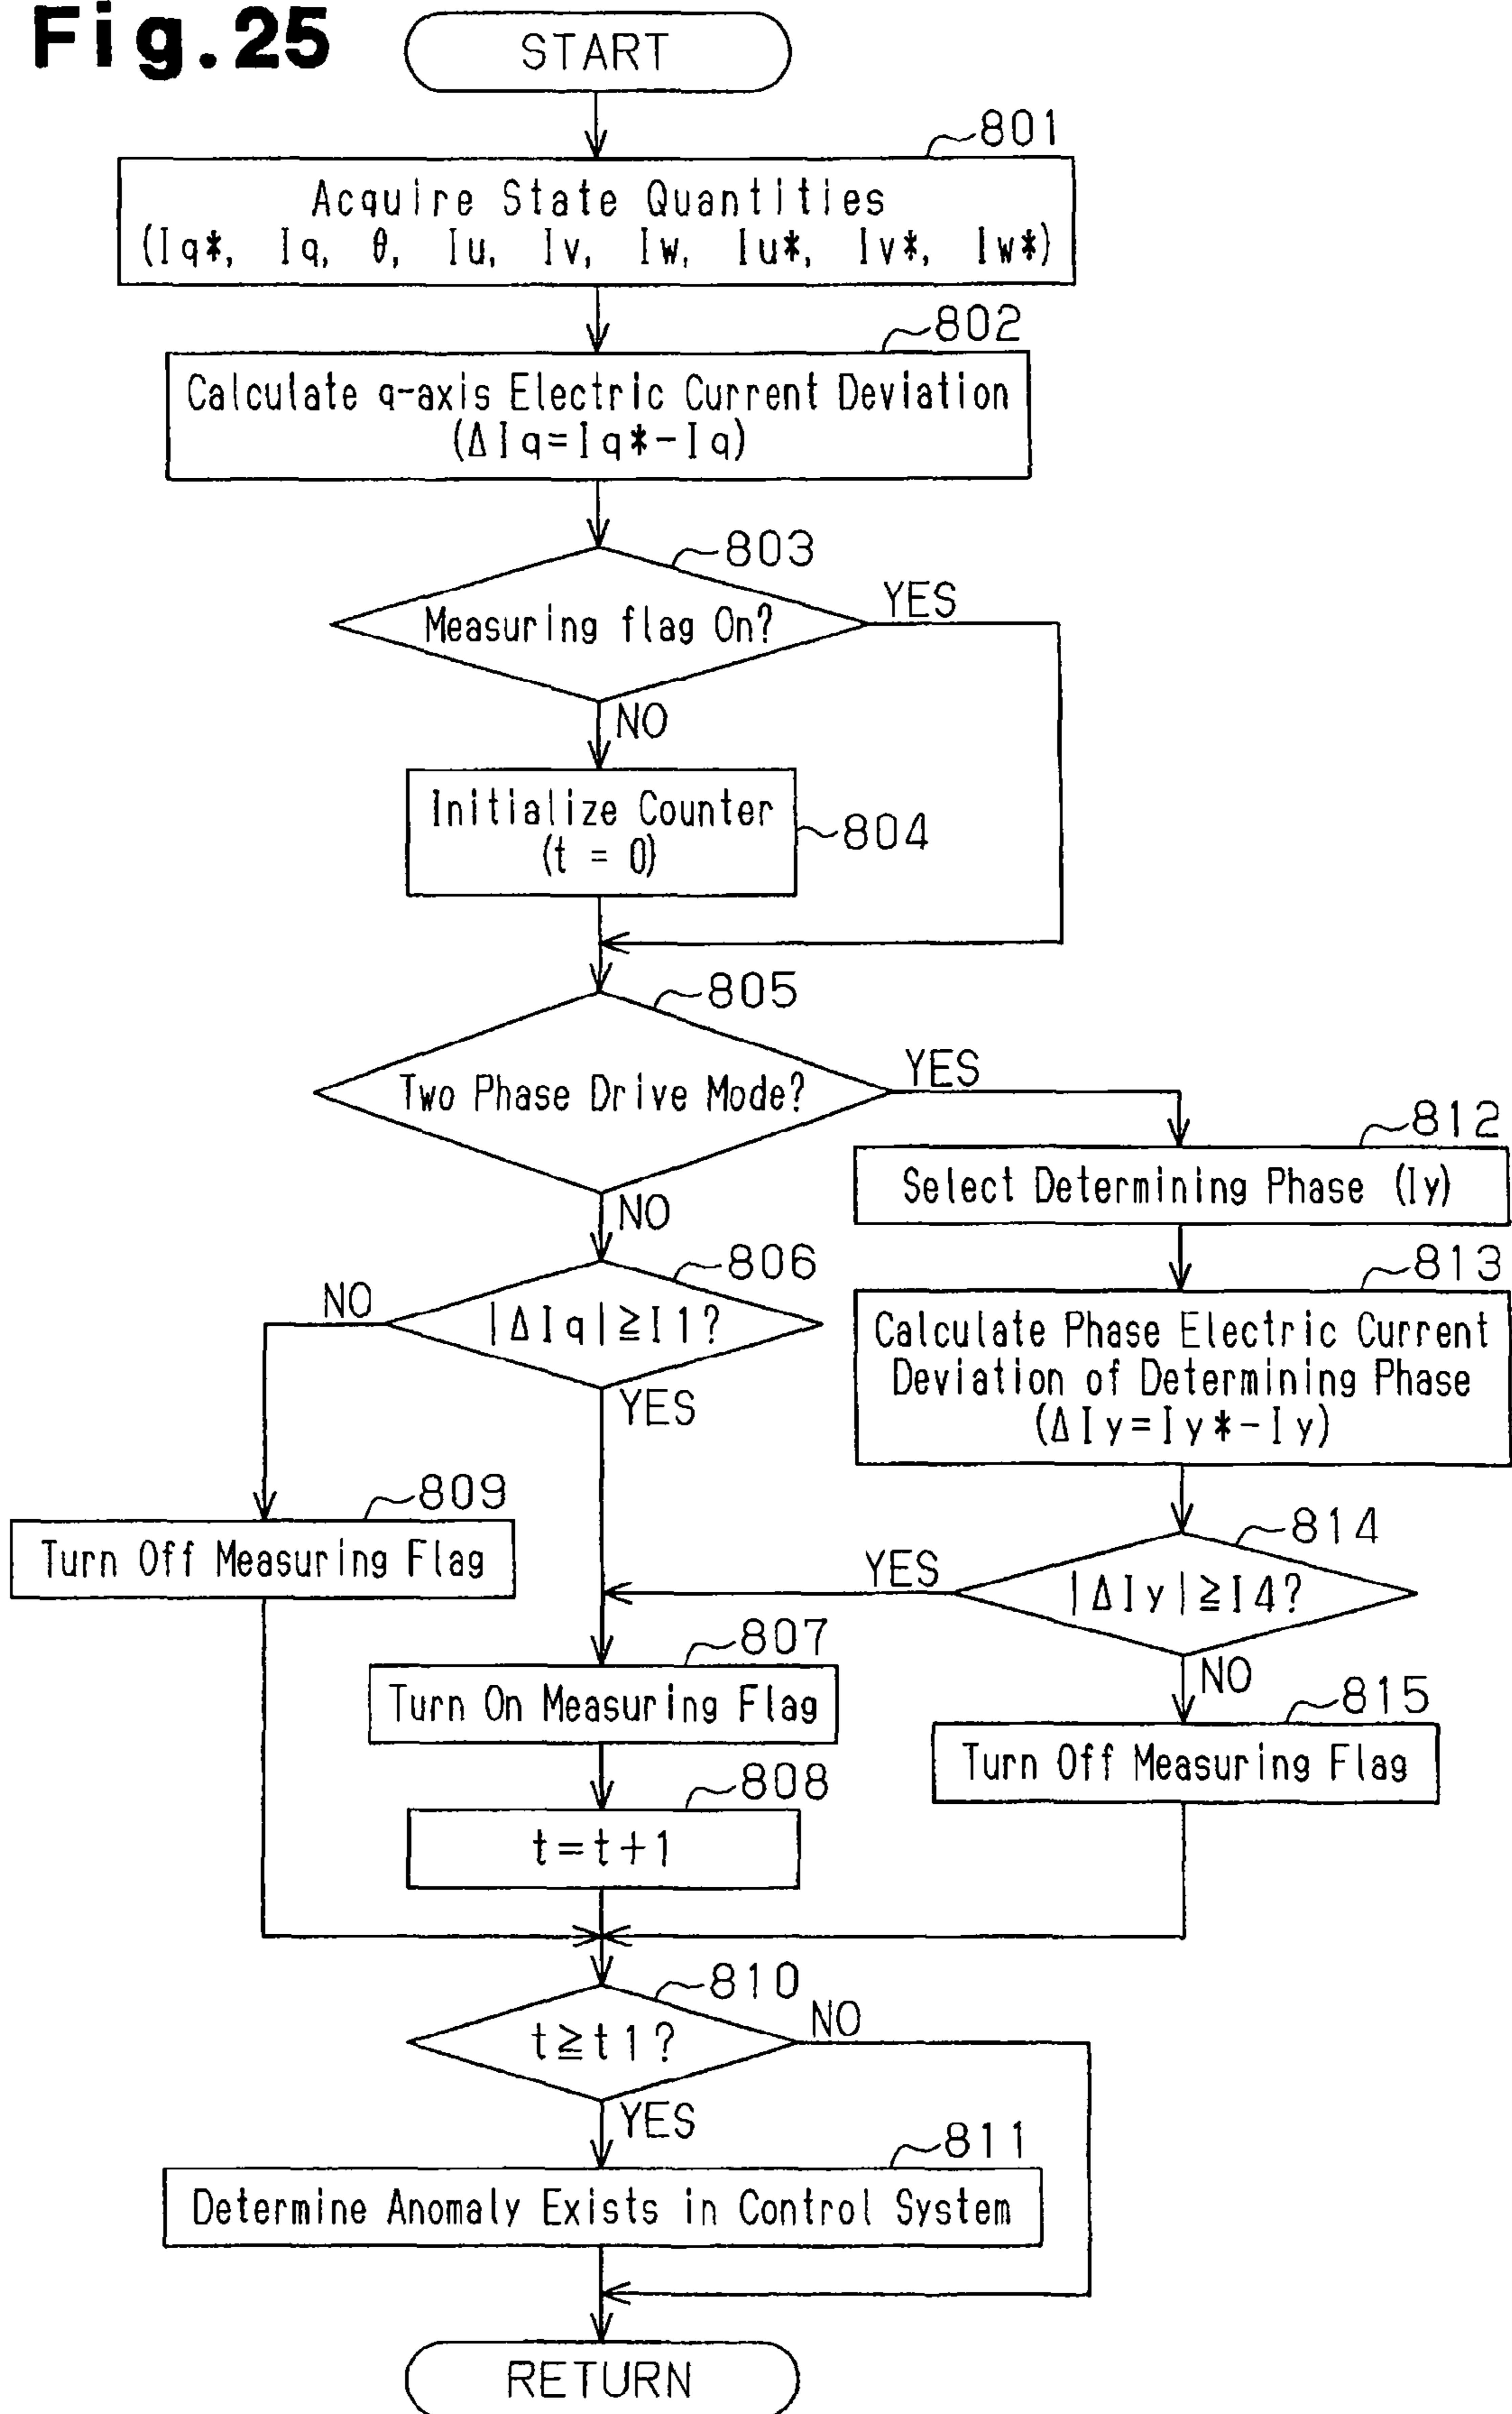 Fig.25
START
801
Acquire State Quantities
(Iq*, Iq, θ, Iu, Iv, Iw, Iu*, Iv*, Iw*)
802
Calculate q-axis Electric Current Deviation
(ΔIq=Iq*-Iq)
803
Measuring flag On?
YES
NO
Initialize Counter
(t = 0)
804
805
Two Phase Drive Mode?
YES
NO
812
Select Determining Phase (Iy)
806
|ΔIq|≧I1?
NO
YES
813
Calculate Phase Electric Current
Deviation of Determining Phase
(ΔIy=Iy*-Iy)
809
Turn Off Measuring Flag
814
|ΔIy|≧I4?
YES
NO
807
Turn On Measuring Flag
815
Turn Off Measuring Flag
808
t=t+1
810
t≧t1?
NO
YES
811
Determine Anomaly Exists in Control System
RETURN